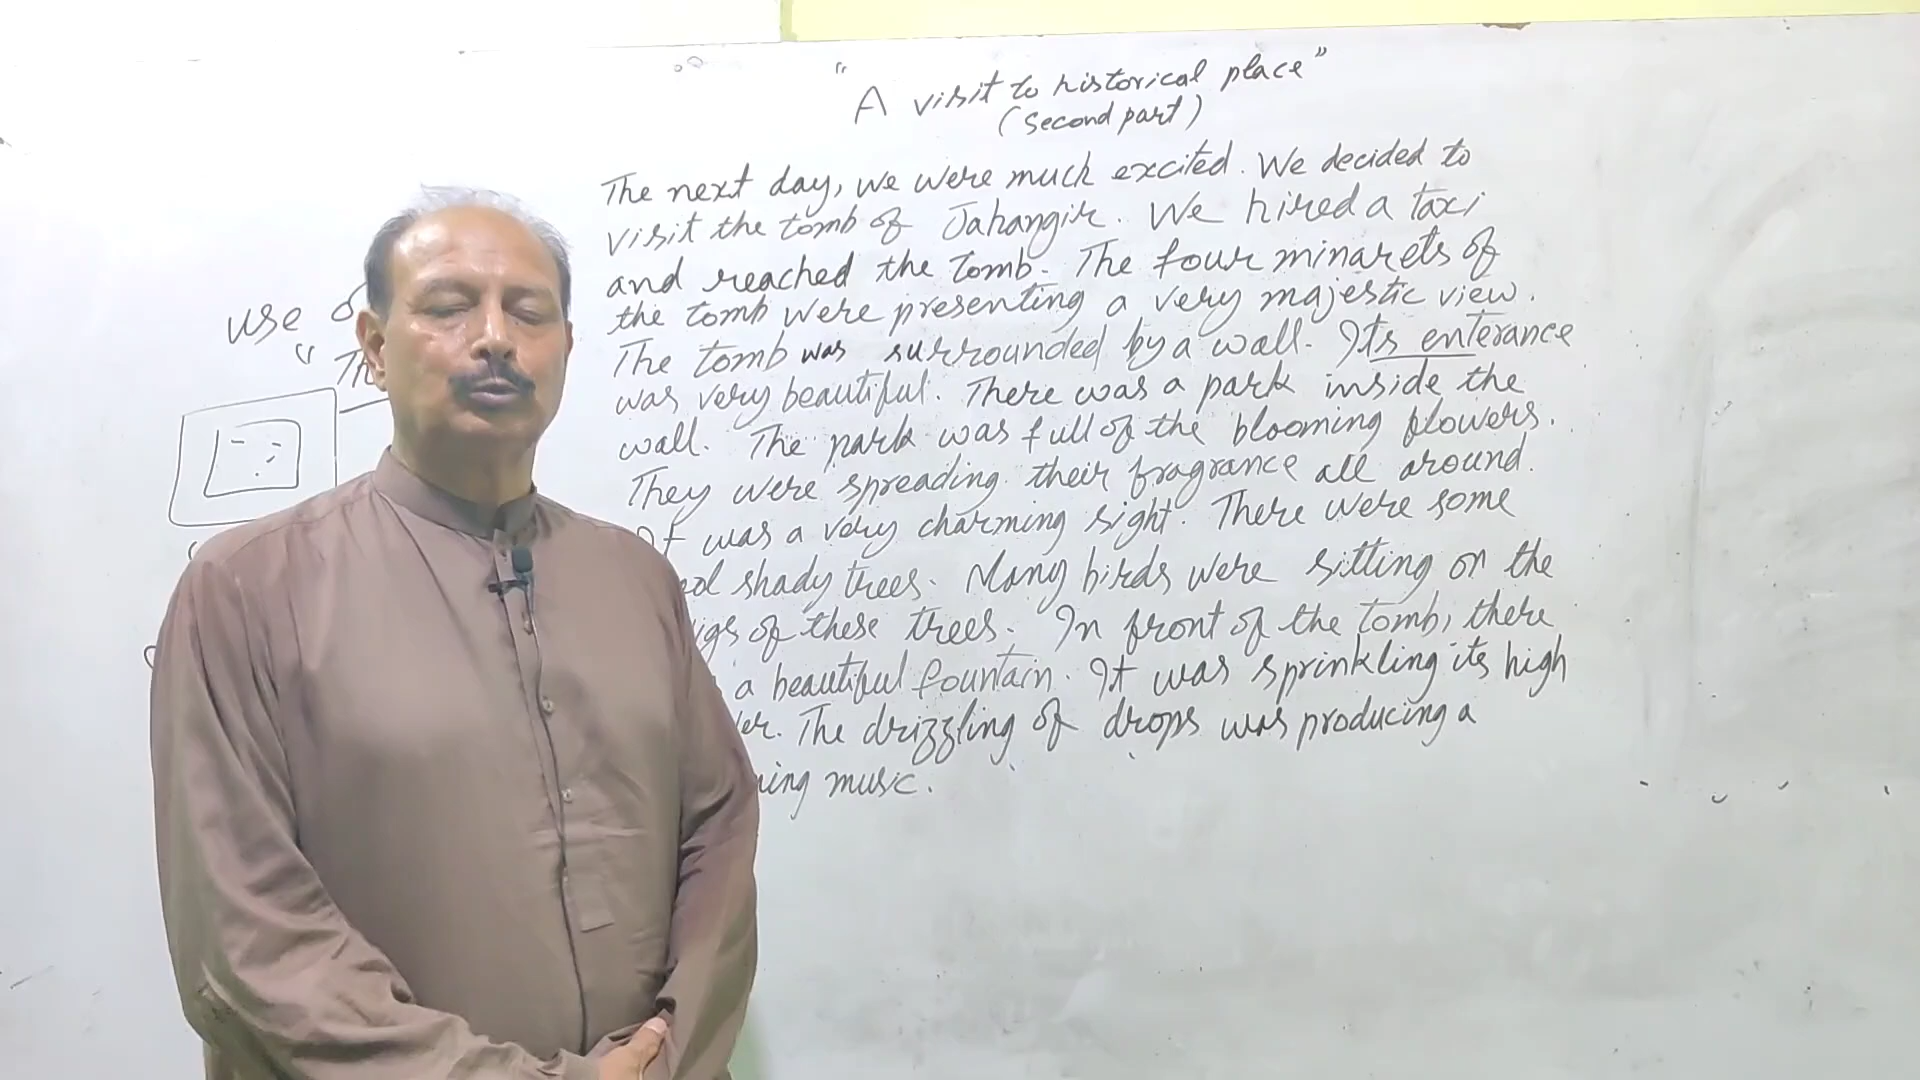 " A visit to historical place"
(second part)
The next day, we were much excited. We decided to
visit the tomb of Jahangir. We hired a taxi
and reached the tomb. The four minarets of
the tomb were presenting a very majestic view.
The tomb was surrounded by a wall. Its enterance
was very beautiful. There was a park inside the
wall. The park was full of the blooming flowers.
They were spreading their fragrance all around.
It was a very charming sight. There were some
shady trees. Many birds were sitting on the
of these trees. In front of the tomb, there
a beautiful fountain. It was sprinkling its high
The drizzling of drops was producing a
music.
use